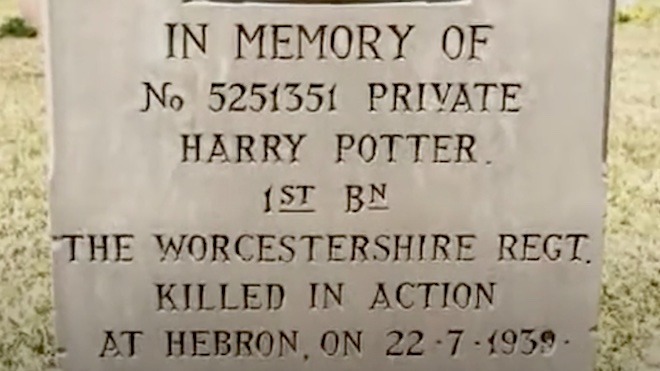 IN MEMORY OF
No 5251351 PRIVATE
HARRY POTTER.
1ST BN
THE WORCESTERSHIRE REGT.
KILLED IN ACTION
AT HEBRON, ON 22·7·1939·